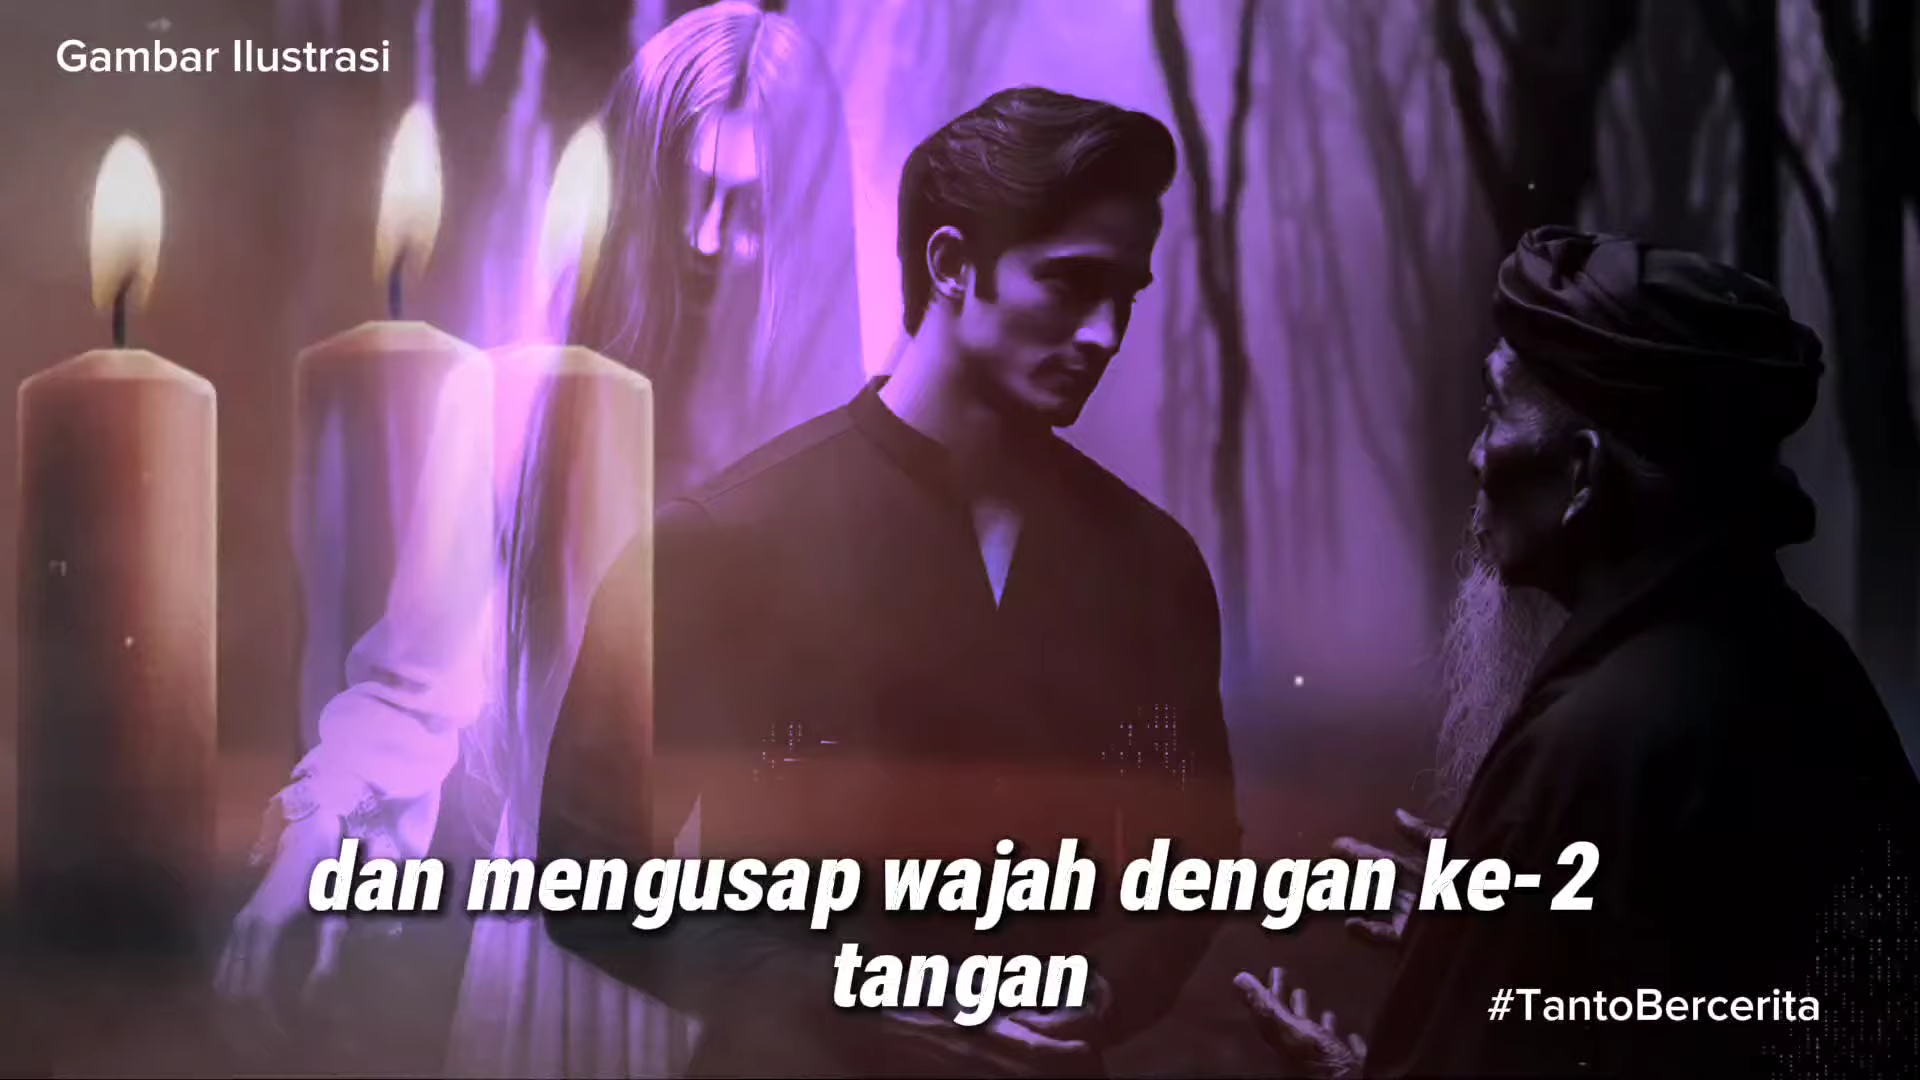 Gambar Ilustrasi
dan mengusap wajah dengan ke-2
tangan
#TantoBercerita